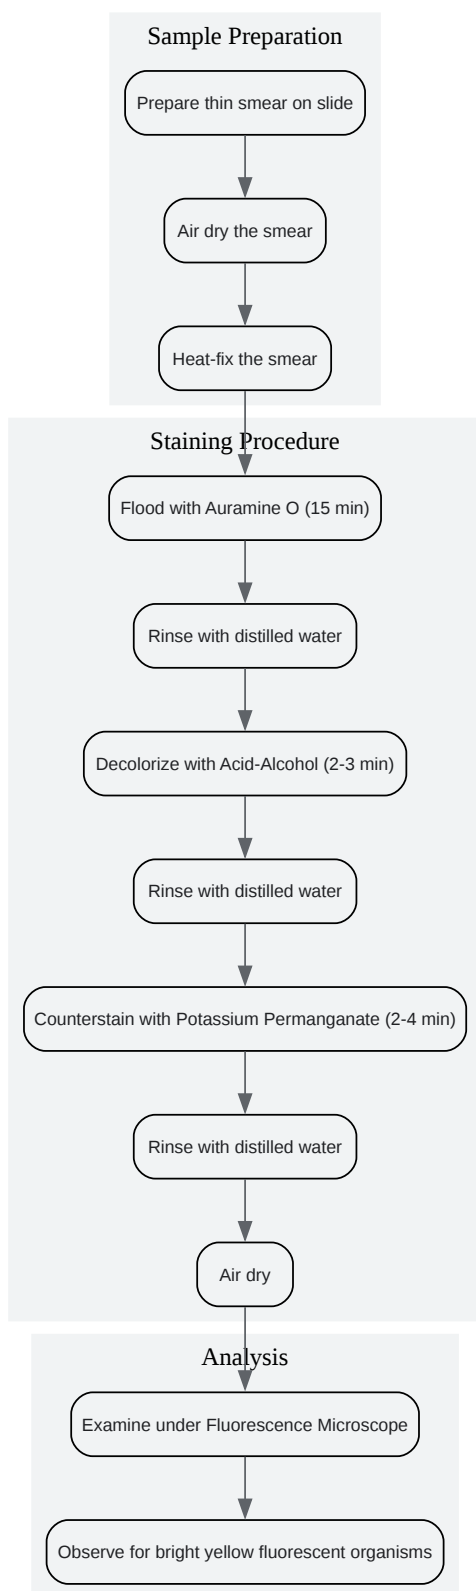 Sample Preparation
Prepare thin smear on slide
Air dry the smear
Heat-fix the smear
Staining Procedure
Flood with Auramine O (15 min)
Rinse with distilled water
Decolorize with Acid-Alcohol (2-3 min)
Rinse with distilled water
Counterstain with Potassium Permanganate (2-4 min)
Rinse with distilled water
Air dry
Analysis
Examine under Fluorescence Microscope
Observe for bright yellow fluorescent organisms